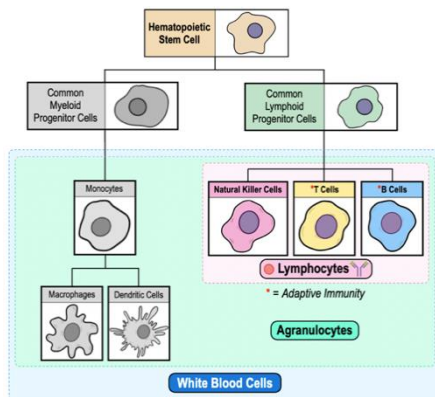 Hematopoietic
Stem Cell
Common
Myeloid
Progenitor Cells
Common
Lymphoid
Progenitor Cells
Monocytes
Natural Killer Cells
*T Cells
*B Cells
Lymphocytes
* = Adaptive Immunity
Macrophages
Dendritic Cells
Agranulocytes
White Blood Cells